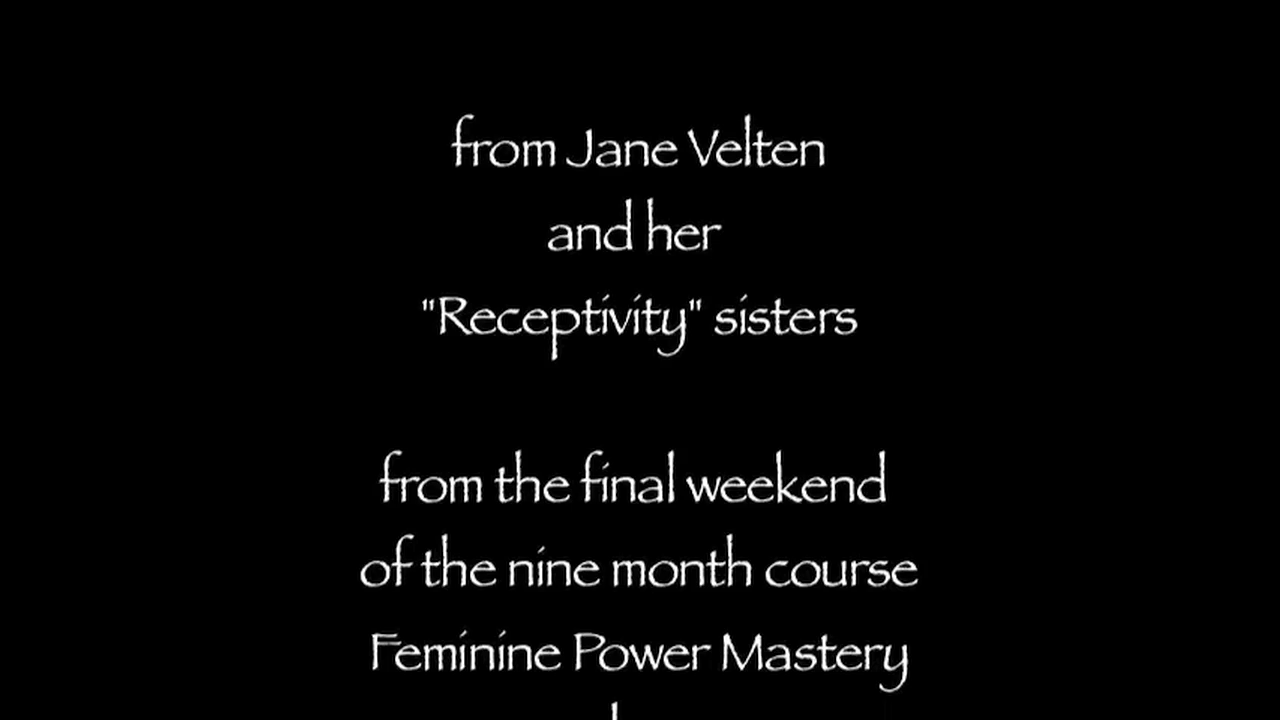 from Jane Velten
and her
"Receptivity" sisters
from the final weekend
of the nine month course
Feminine Power Mastery